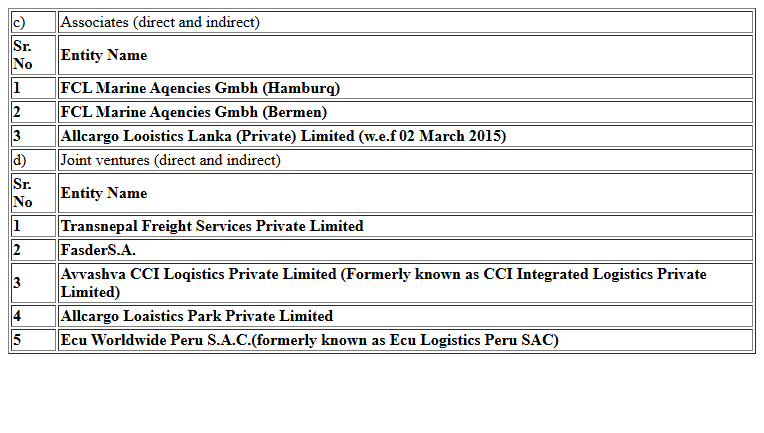 c) Associates (direct and indirect)
Sr.
No Entity Name
1 FCL Marine Aqencies Gmbh (Hamburq)
2 FCL Marine Aqencies Gmbh (Bermen)
3 Allcargo Looistics Lanka (Private) Limited (w.e.f 02 March 2015)
d) Joint ventures (direct and indirect)
Sr.
No Entity Name
1 Transnepal Freight Services Private Limited
2 FasderS.A.
3 Avvashva CCI Loqistics Private Limited (Formerly known as CCI Integrated Logistics Private
Limited)
4 Allcargo Loaistics Park Private Limited
5 Ecu Worldwide Peru S.A.C.(formerly known as Ecu Logistics Peru SAC)